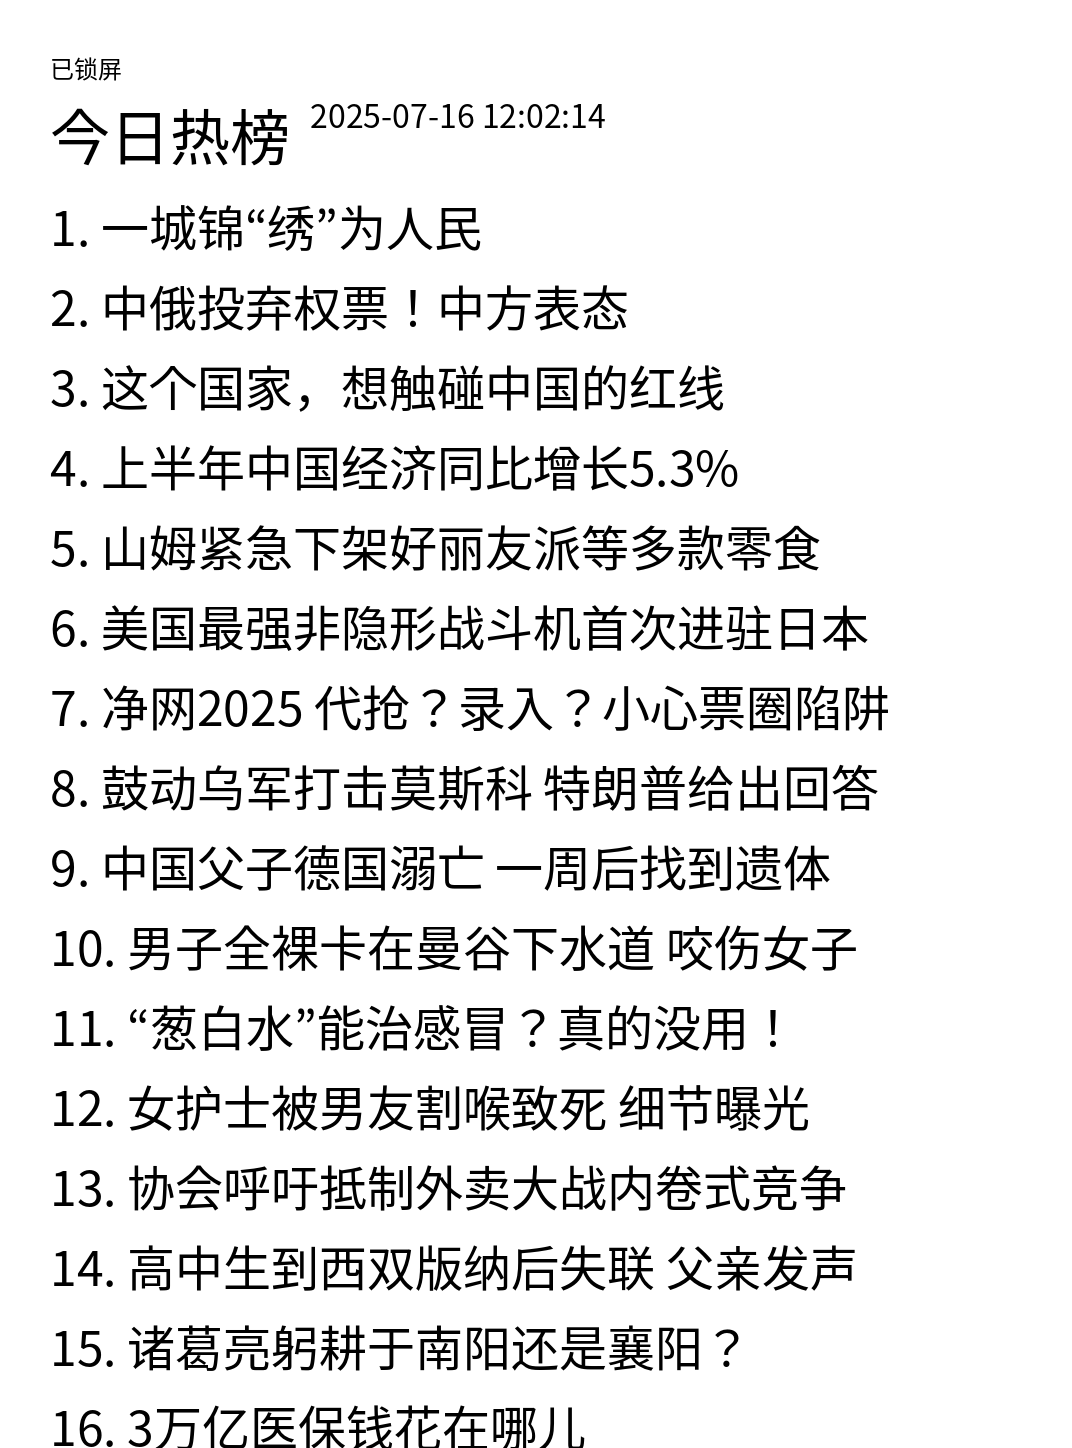 已锁屏
今日热榜 2025-07-16 12:02:14
1. 一城锦“绣”为人民
2. 中俄投弃权票！中方表态
3. 这个国家，想触碰中国的红线
4. 上半年中国经济同比增长5.3%
5. 山姆紧急下架好丽友派等多款零食
6. 美国最强非隐形战斗机首次进驻日本
7. 净网2025 代抢？录入？小心票圈陷阱
8. 鼓动乌军打击莫斯科 特朗普给出回答
9. 中国父子德国溺亡 一周后找到遗体
10. 男子全裸卡在曼谷下水道 咬伤女子
11. “葱白水”能治感冒？真的没用！
12. 女护士被男友割喉致死 细节曝光
13. 协会呼吁抵制外卖大战内卷式竞争
14. 高中生到西双版纳后失联 父亲发声
15. 诸葛亮躬耕于南阳还是襄阳？
16. 3万亿医保钱花在哪儿